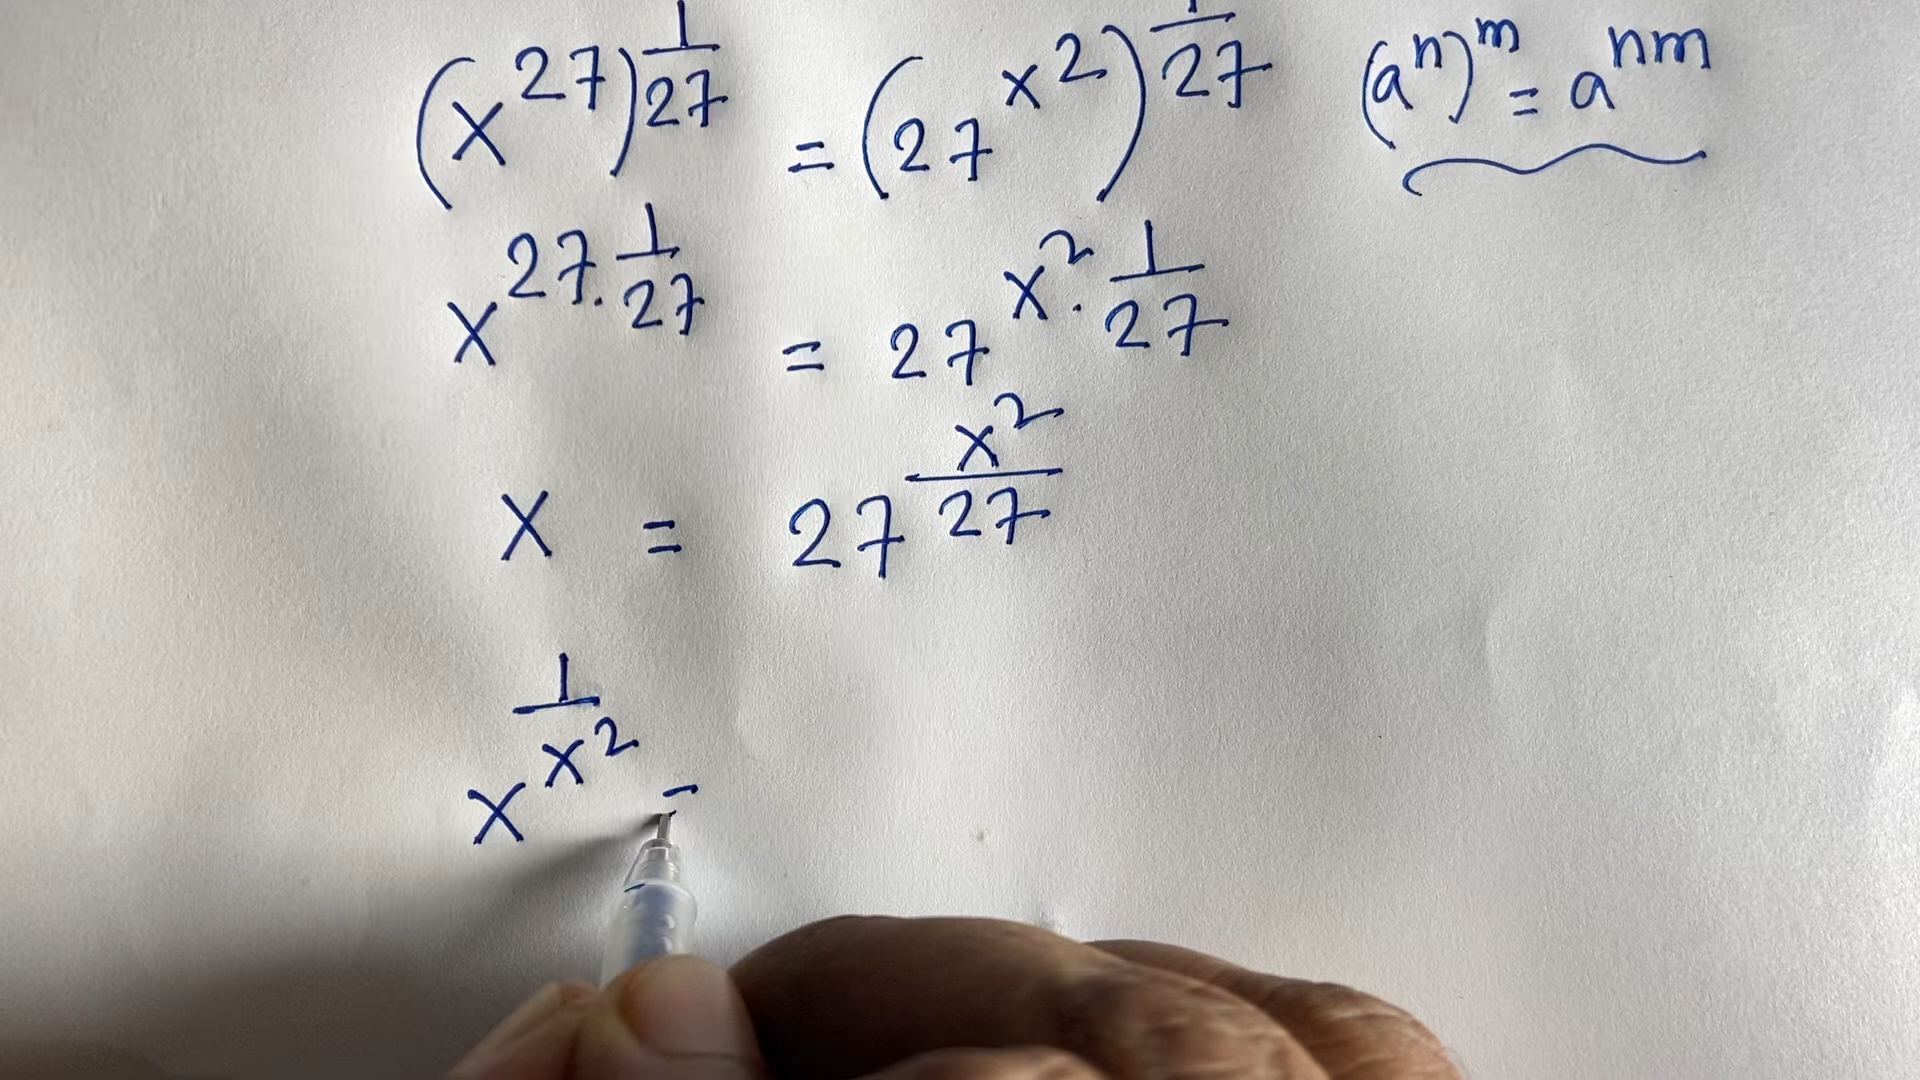 (x^27)^(1/27) = (27^x^2)^(1/27) (a^n)^m = a^nm
x^(27·1/27) = 27^(x^2·1/27)
x = 27^(x^2/27)
x^(1/x^2) =